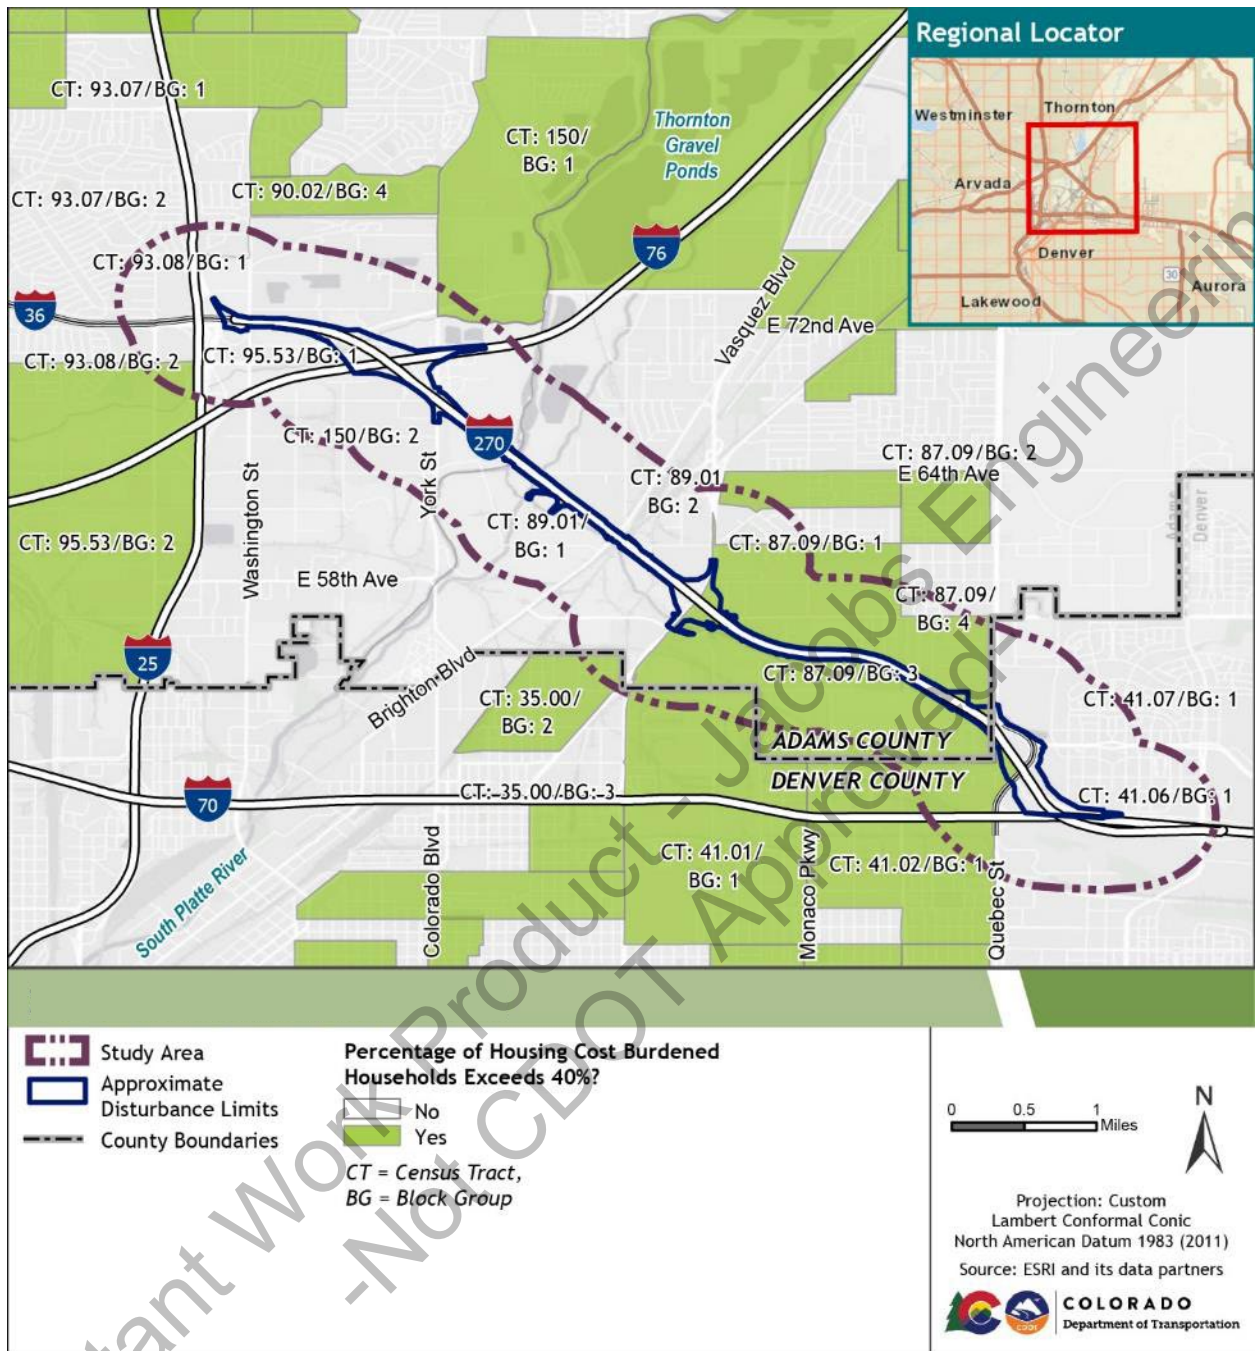 Regional Locator
Westminster
Thornton
Arvada
Denver
30
Aurora
Lakewood
CT: 93.07/BG: 1
Thornton
Gravel
Ponds
CT: 150/
BG: 1
CT: 93.07/BG: 2
CT: 90.02/BG: 4
76
CT: 93.08/BG: 1
36
Vasquez Blvd
E 72nd Ave
CT: 93.08/BG: 2
CT: 95.53/BG: 1
270
CT: 150/BG: 2
CT: 87.09/BG: 2
E 64th Ave
CT: 89.01
BG: 2
Washington St
York St
Adams
Denver
CT: 89.01/
BG: 1
CT: 95.53/BG: 2
CT: 87.09/BG: 1
E 58th Ave
CT: 87.09/
BG: 4
25
CT: 87.09/BG: 3
Brighton Blvd
CT: 35.00/
BG: 2
CT: 41.07/BG: 1
ADAMS COUNTY
DENVER COUNTY
CT: 35.00/BG: 3
CT: 41.06/BG: 1
70
CT: 41.01/
BG: 1
CT: 41.02/BG: 1
South Platte River
Colorado Blvd
Monaco Pkwy
Quebec St
Study Area
Approximate
Disturbance Limits
County Boundaries
Percentage of Housing Cost Burdened
Households Exceeds 40%?
No
Yes
CT = Census Tract,
BG = Block Group
0 0.5 1
Miles
N
Projection: Custom
Lambert Conformal Conic
North American Datum 1983 (2011)
Source: ESRI and its data partners
CDOT
COLORADO
Department of Transportation
tant Work Product - Jacobs Engineerin
-Not CDOT Approved-